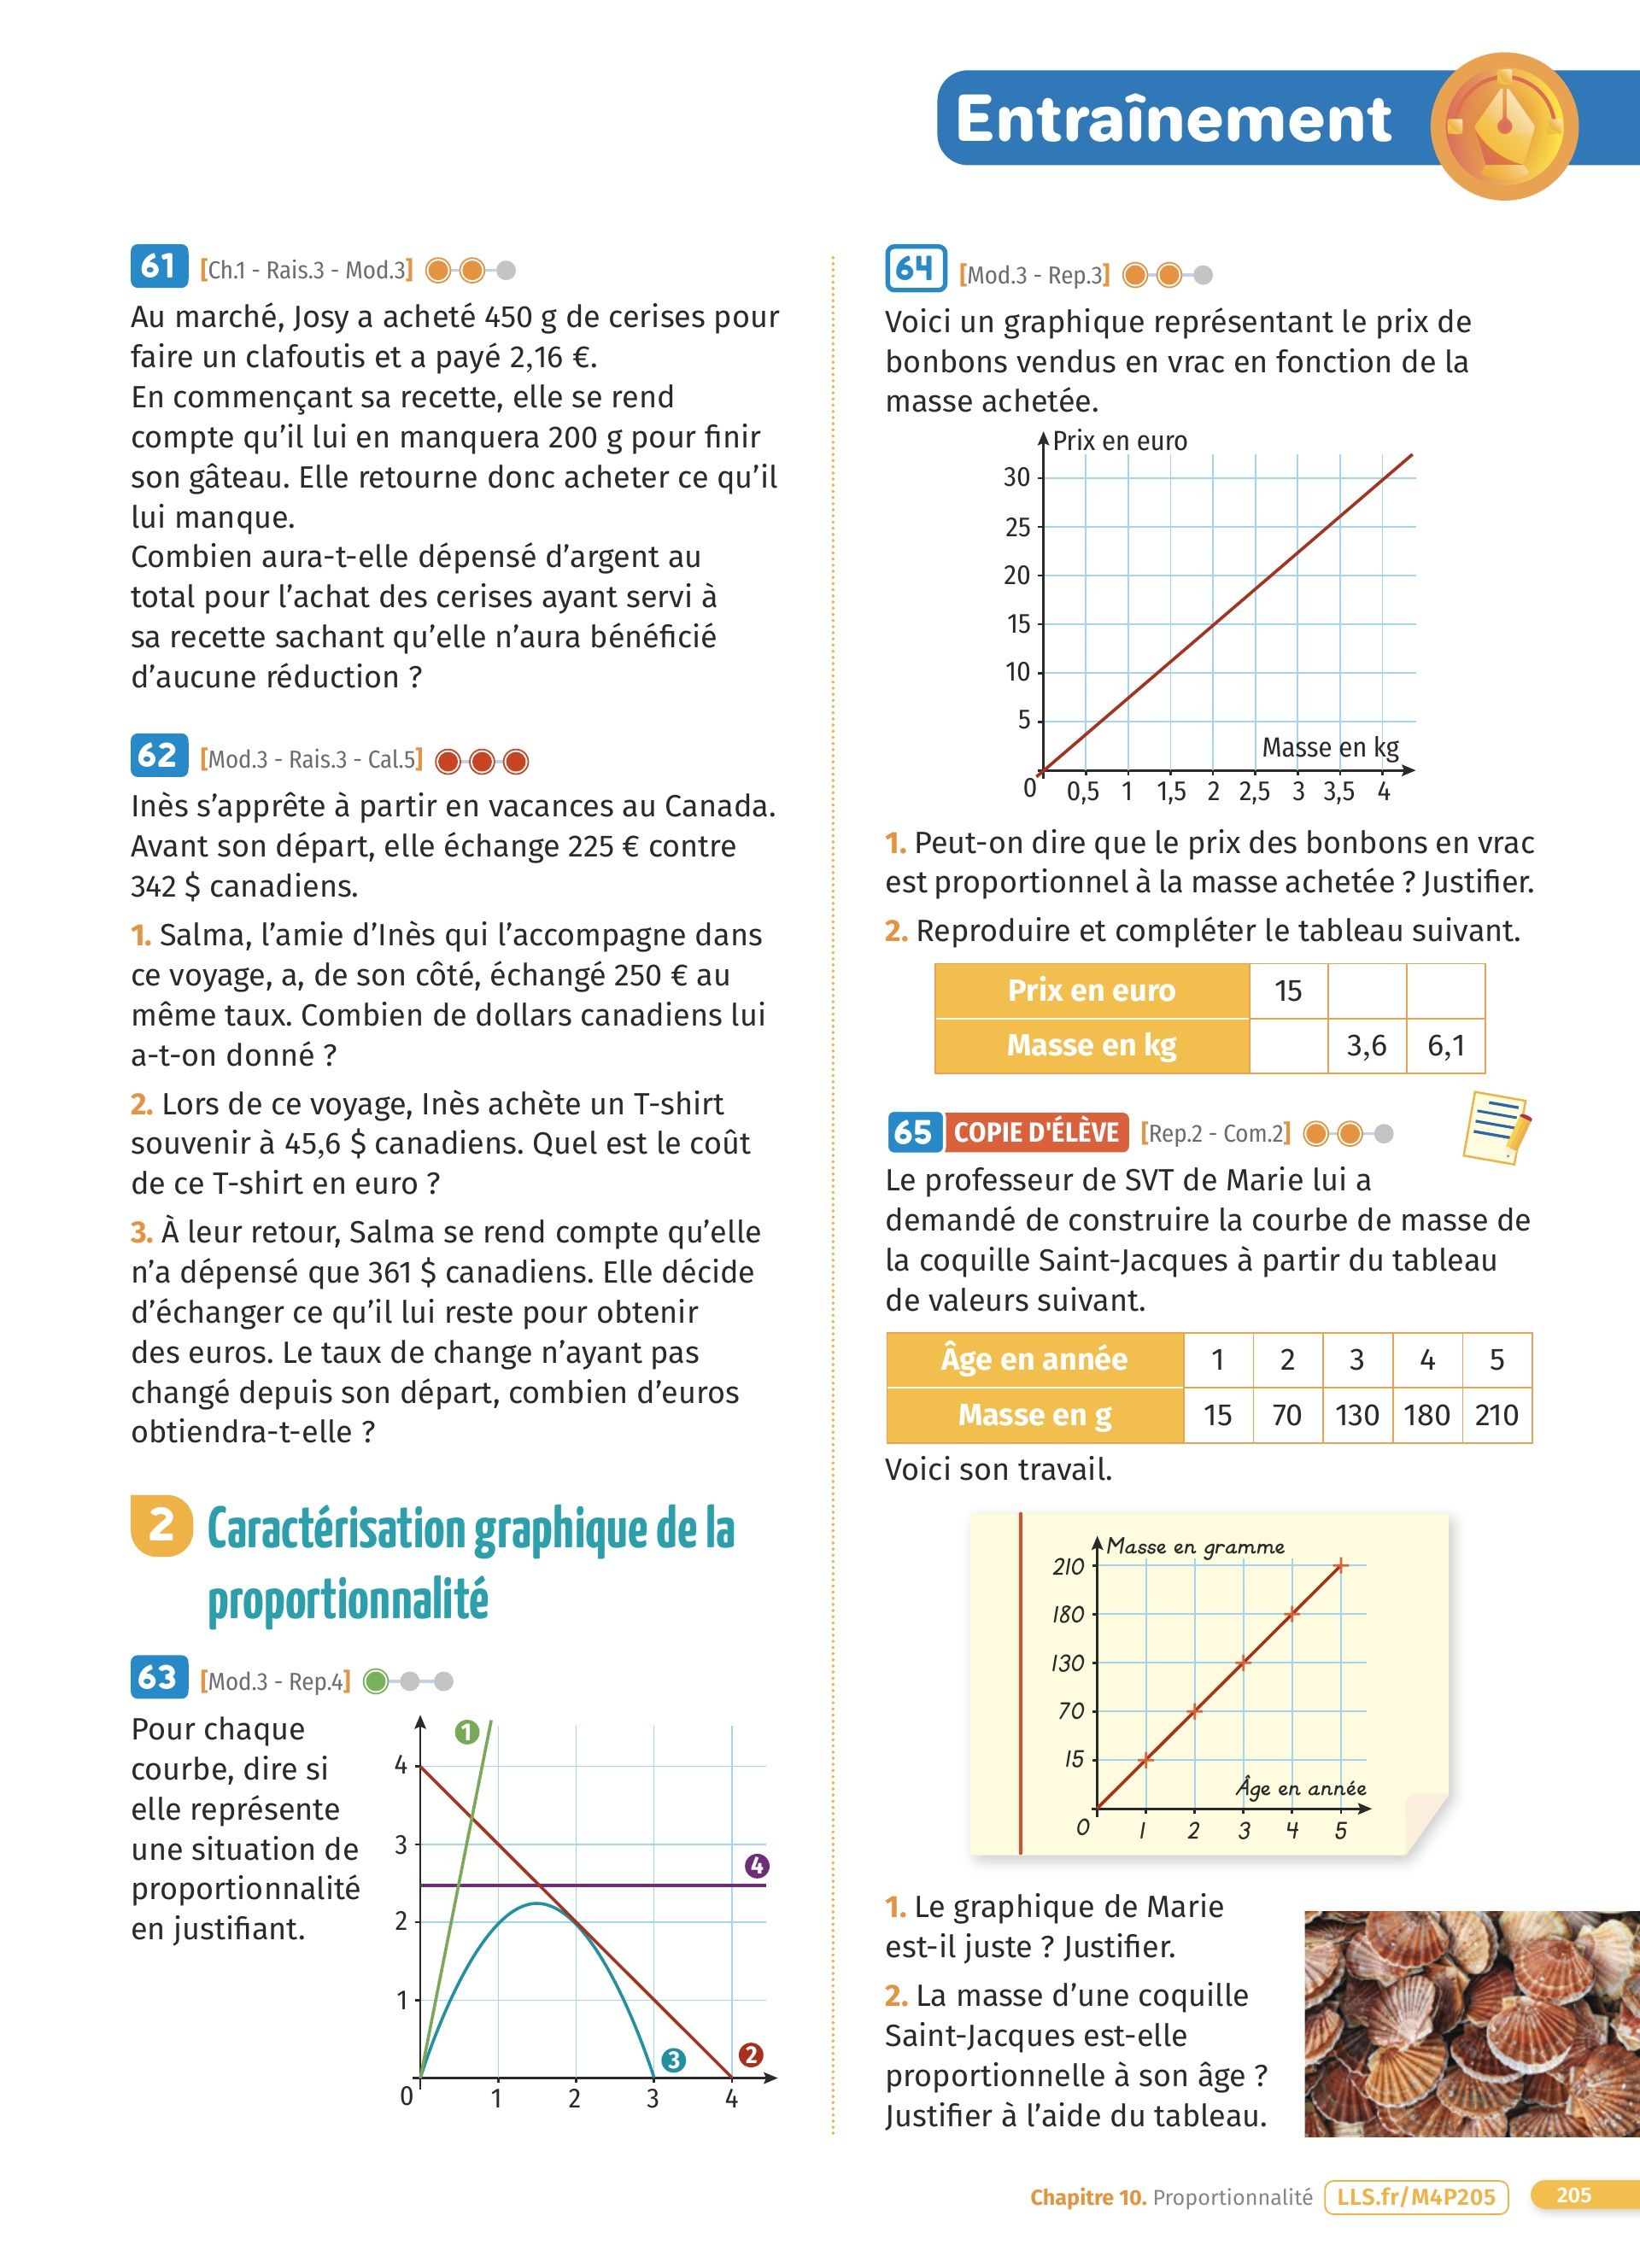 Entraînement
61 [Ch.1 - Rais.3 - Mod.3]
Au marché, Josy a acheté 450 g de cerises pour
faire un clafoutis et a payé 2,16 €.
En commençant sa recette, elle se rend
compte qu'il lui en manquera 200 g pour finir
son gâteau. Elle retourne donc acheter ce qu'il
lui manque.
Combien aura-t-elle dépensé d'argent au
total pour l'achat des cerises ayant servi à
sa recette sachant qu'elle n'aura bénéficié
d'aucune réduction ?
62 [Mod.3 - Rais.3 - Cal.5]
Inès s'apprête à partir en vacances au Canada.
Avant son départ, elle échange 225 € contre
342 $ canadiens.
1. Salma, l'amie d'Inès qui l'accompagne dans
ce voyage, a, de son côté, échangé 250 € au
même taux. Combien de dollars canadiens lui
a-t-on donné ?
2. Lors de ce voyage, Inès achète un T-shirt
souvenir à 45,6 $ canadiens. Quel est le coût
de ce T-shirt en euro ?
3. À leur retour, Salma se rend compte qu'elle
n'a dépensé que 361 $ canadiens. Elle décide
d'échanger ce qu'il lui reste pour obtenir
des euros. Le taux de change n'ayant pas
changé depuis son départ, combien d'euros
obtiendra-t-elle ?
2 Caractérisation graphique de la
proportionnalité
63 [Mod.3 - Rep.4]
Pour chaque
courbe, dire si
elle représente
une situation de
proportionnalité
en justifiant.
1
4
3
4
2
1
3 2
0 1 2 3 4
64 [Mod.3 - Rep.3]
Voici un graphique représentant le prix de
bonbons vendus en vrac en fonction de la
masse achetée.
Prix en euro
30
25
20
15
10
5
Masse en kg
0 0,5 1 1,5 2 2,5 3 3,5 4
1. Peut-on dire que le prix des bonbons en vrac
est proportionnel à la masse achetée ? Justifier.
2. Reproduire et compléter le tableau suivant.
Prix en euro 15
Masse en kg 3,6 6,1
65 COPIE D'ÉLÈVE [Rep.2 - Com.2]
Le professeur de SVT de Marie lui a
demandé de construire la courbe de masse de
la coquille Saint-Jacques à partir du tableau
de valeurs suivant.
Âge en année 1 2 3 4 5
Masse en g 15 70 130 180 210
Voici son travail.
Masse en gramme
210
180
130
70
15
Âge en année
0 1 2 3 4 5
1. Le graphique de Marie
est-il juste ? Justifier.
2. La masse d'une coquille
Saint-Jacques est-elle
proportionnelle à son âge ?
Justifier à l'aide du tableau.
Chapitre 10. Proportionnalité LLS.fr/M4P205 205